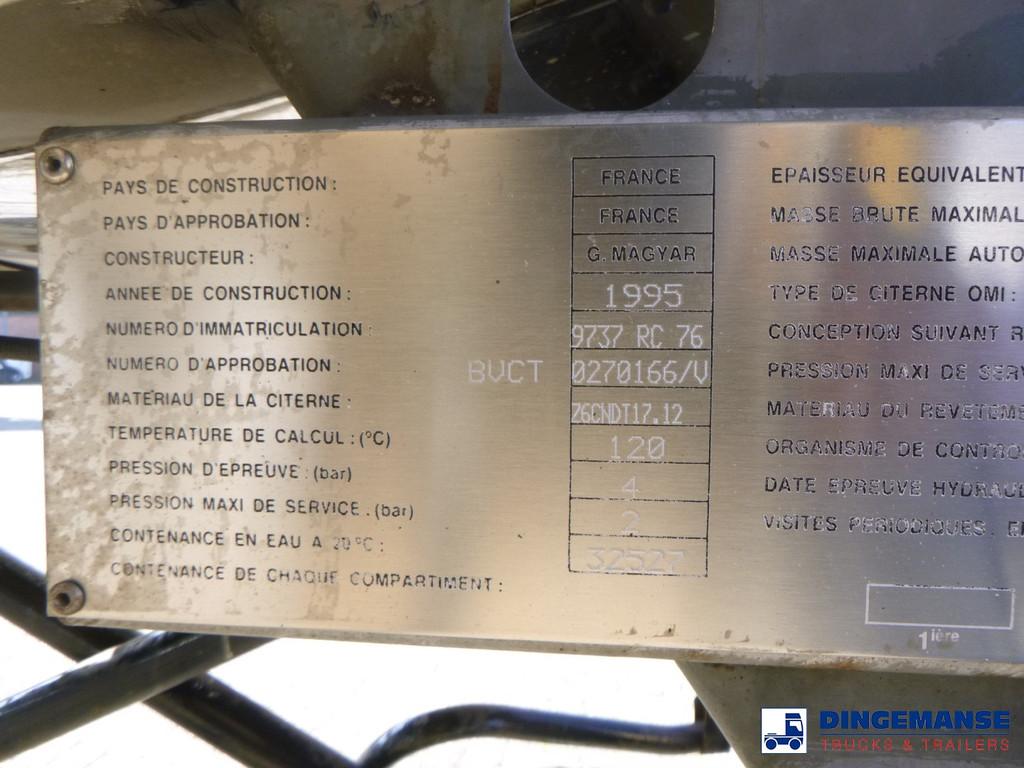 PAYS DE CONSTRUCTION : FRANCE
PAYS D'APPROBATION : FRANCE
CONSTRUCTEUR : G. MAGYAR
ANNEE DE CONSTRUCTION : 1995
NUMERO D'IMMATRICULATION : 9737 RC 76
NUMERO D'APPROBATION : BVCT 0270166/V
MATERIAU DE LA CITERNE : Z6CNDT17.12
TEMPERATURE DE CALCUL : (°C) 120
PRESSION D'EPREUVE : (bar) 4
PRESSION MAXI DE SERVICE : (bar) 2
CONTENANCE EN EAU A 20°C : 32527
CONTENANCE DE CHAQUE COMPARTIMENT :
EPAISSEUR EQUIVALENT
MASSE BRUTE MAXIMAL
MASSE MAXIMALE AUTO
TYPE DE CITERNE OMI :
CONCEPTION SUIVANT R
PRESSION MAXI DE SERV
MATERIAU DU REVETEME
ORGANISME DE CONTRO
DATE EPREUVE HYDRAUL
VISITES PERIODIQUES. E
1ière
DINGEMANSE
TRUCKS & TRAILERS